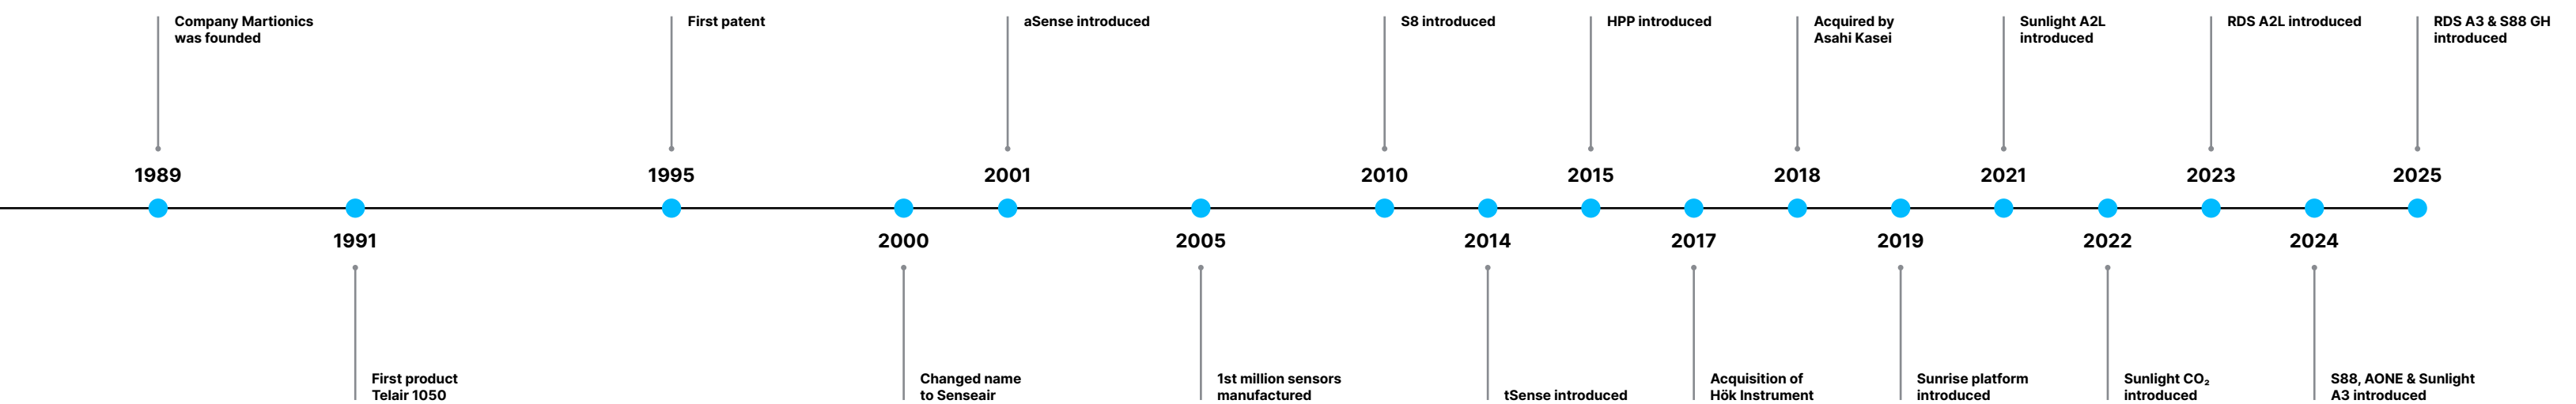 Company Martionics
was founded
First patent
aSense introduced
S8 introduced
HPP introduced
Acquired by
Asahi Kasei
Sunlight A2L
introduced
RDS A2L introduced
RDS A3 & S88 GH
introduced
1989
1995
2001
2010
2015
2018
2021
2023
2025
1991
2000
2005
2014
2017
2019
2022
2024
First product
Telair 1050
Changed name
to Senseair
1st million sensors
manufactured
tSense introduced
Acquisition of
Hök Instrument
Sunrise platform
introduced
Sunlight CO₂
introduced
S88, AONE & Sunlight
A3 introduced